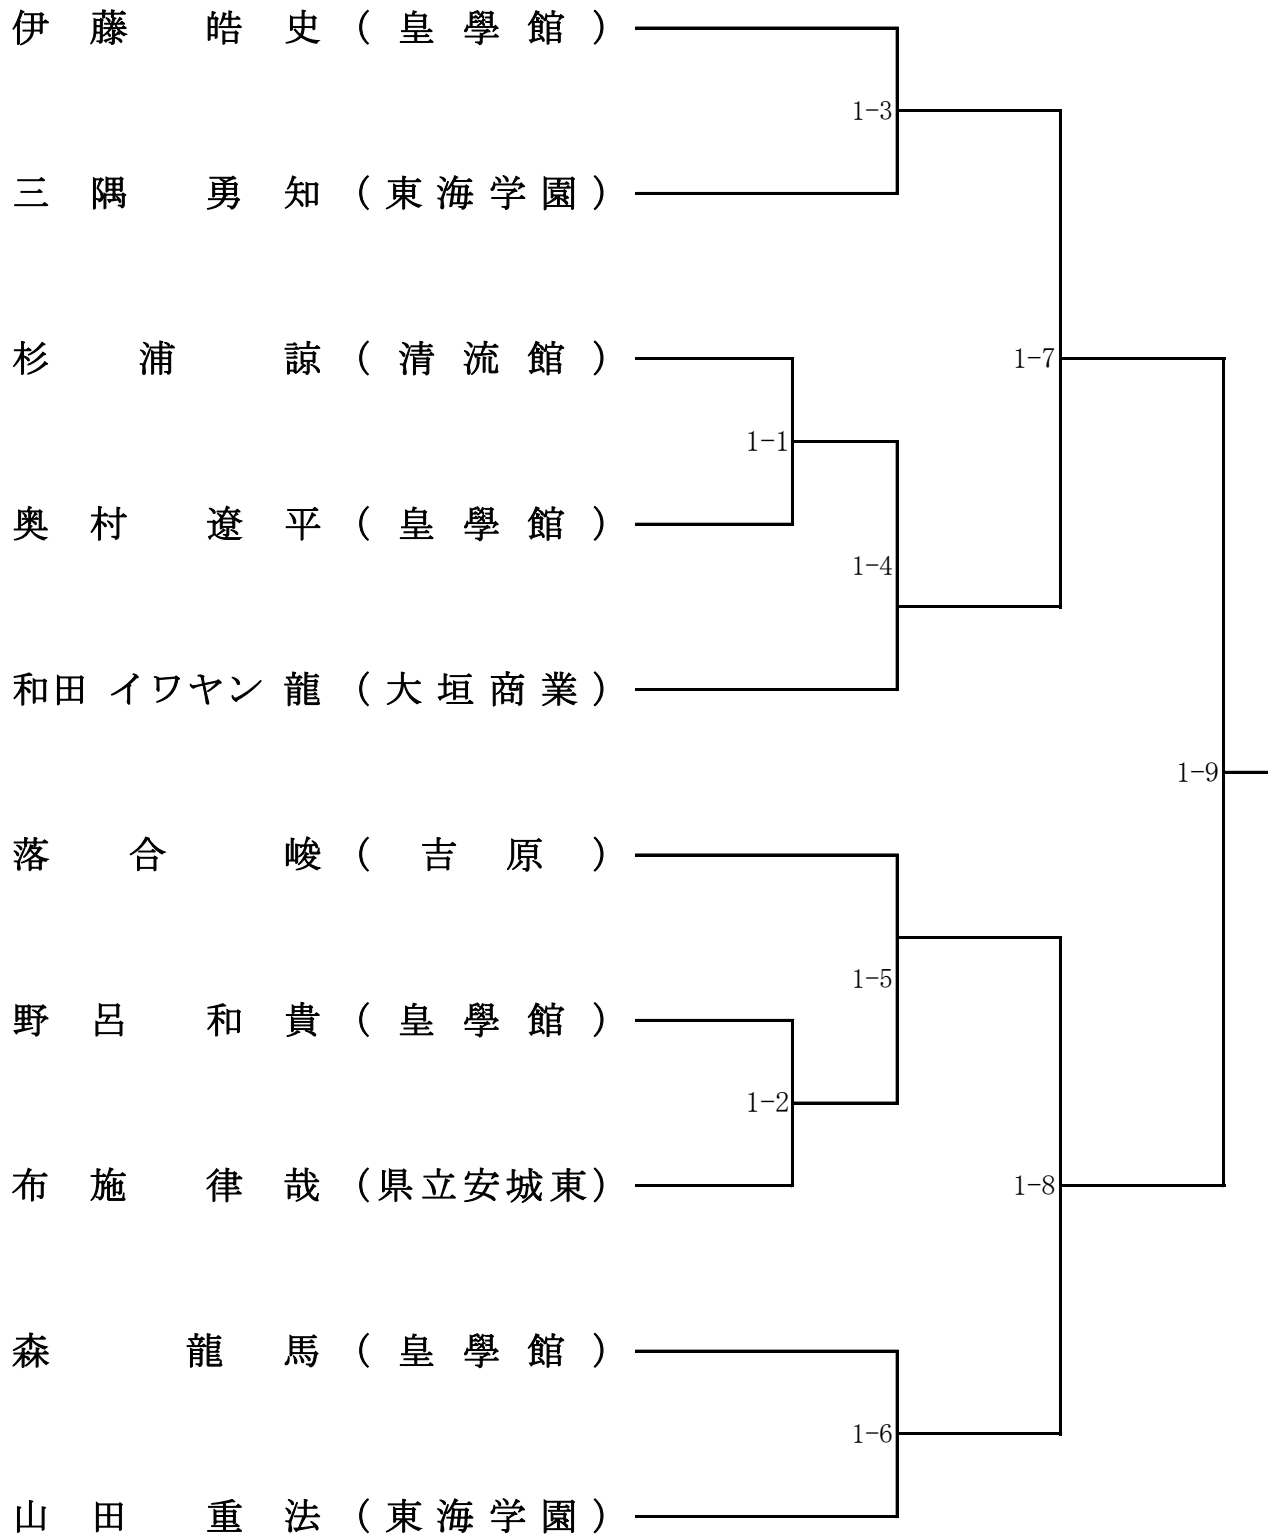 伊藤 皓史（皇學館）
1-3
三隅 勇知（東海学園）
杉浦 諒（清流館）
1-7
1-1
奥村 遼平（皇學館）
1-4
和田 イワヤン 龍（大垣商業）
1-9
落合 峻（吉原）
1-5
野呂 和貴（皇學館）
1-2
布施 律哉（県立安城東）
1-8
森 龍馬（皇學館）
1-6
山田 重法（東海学園）